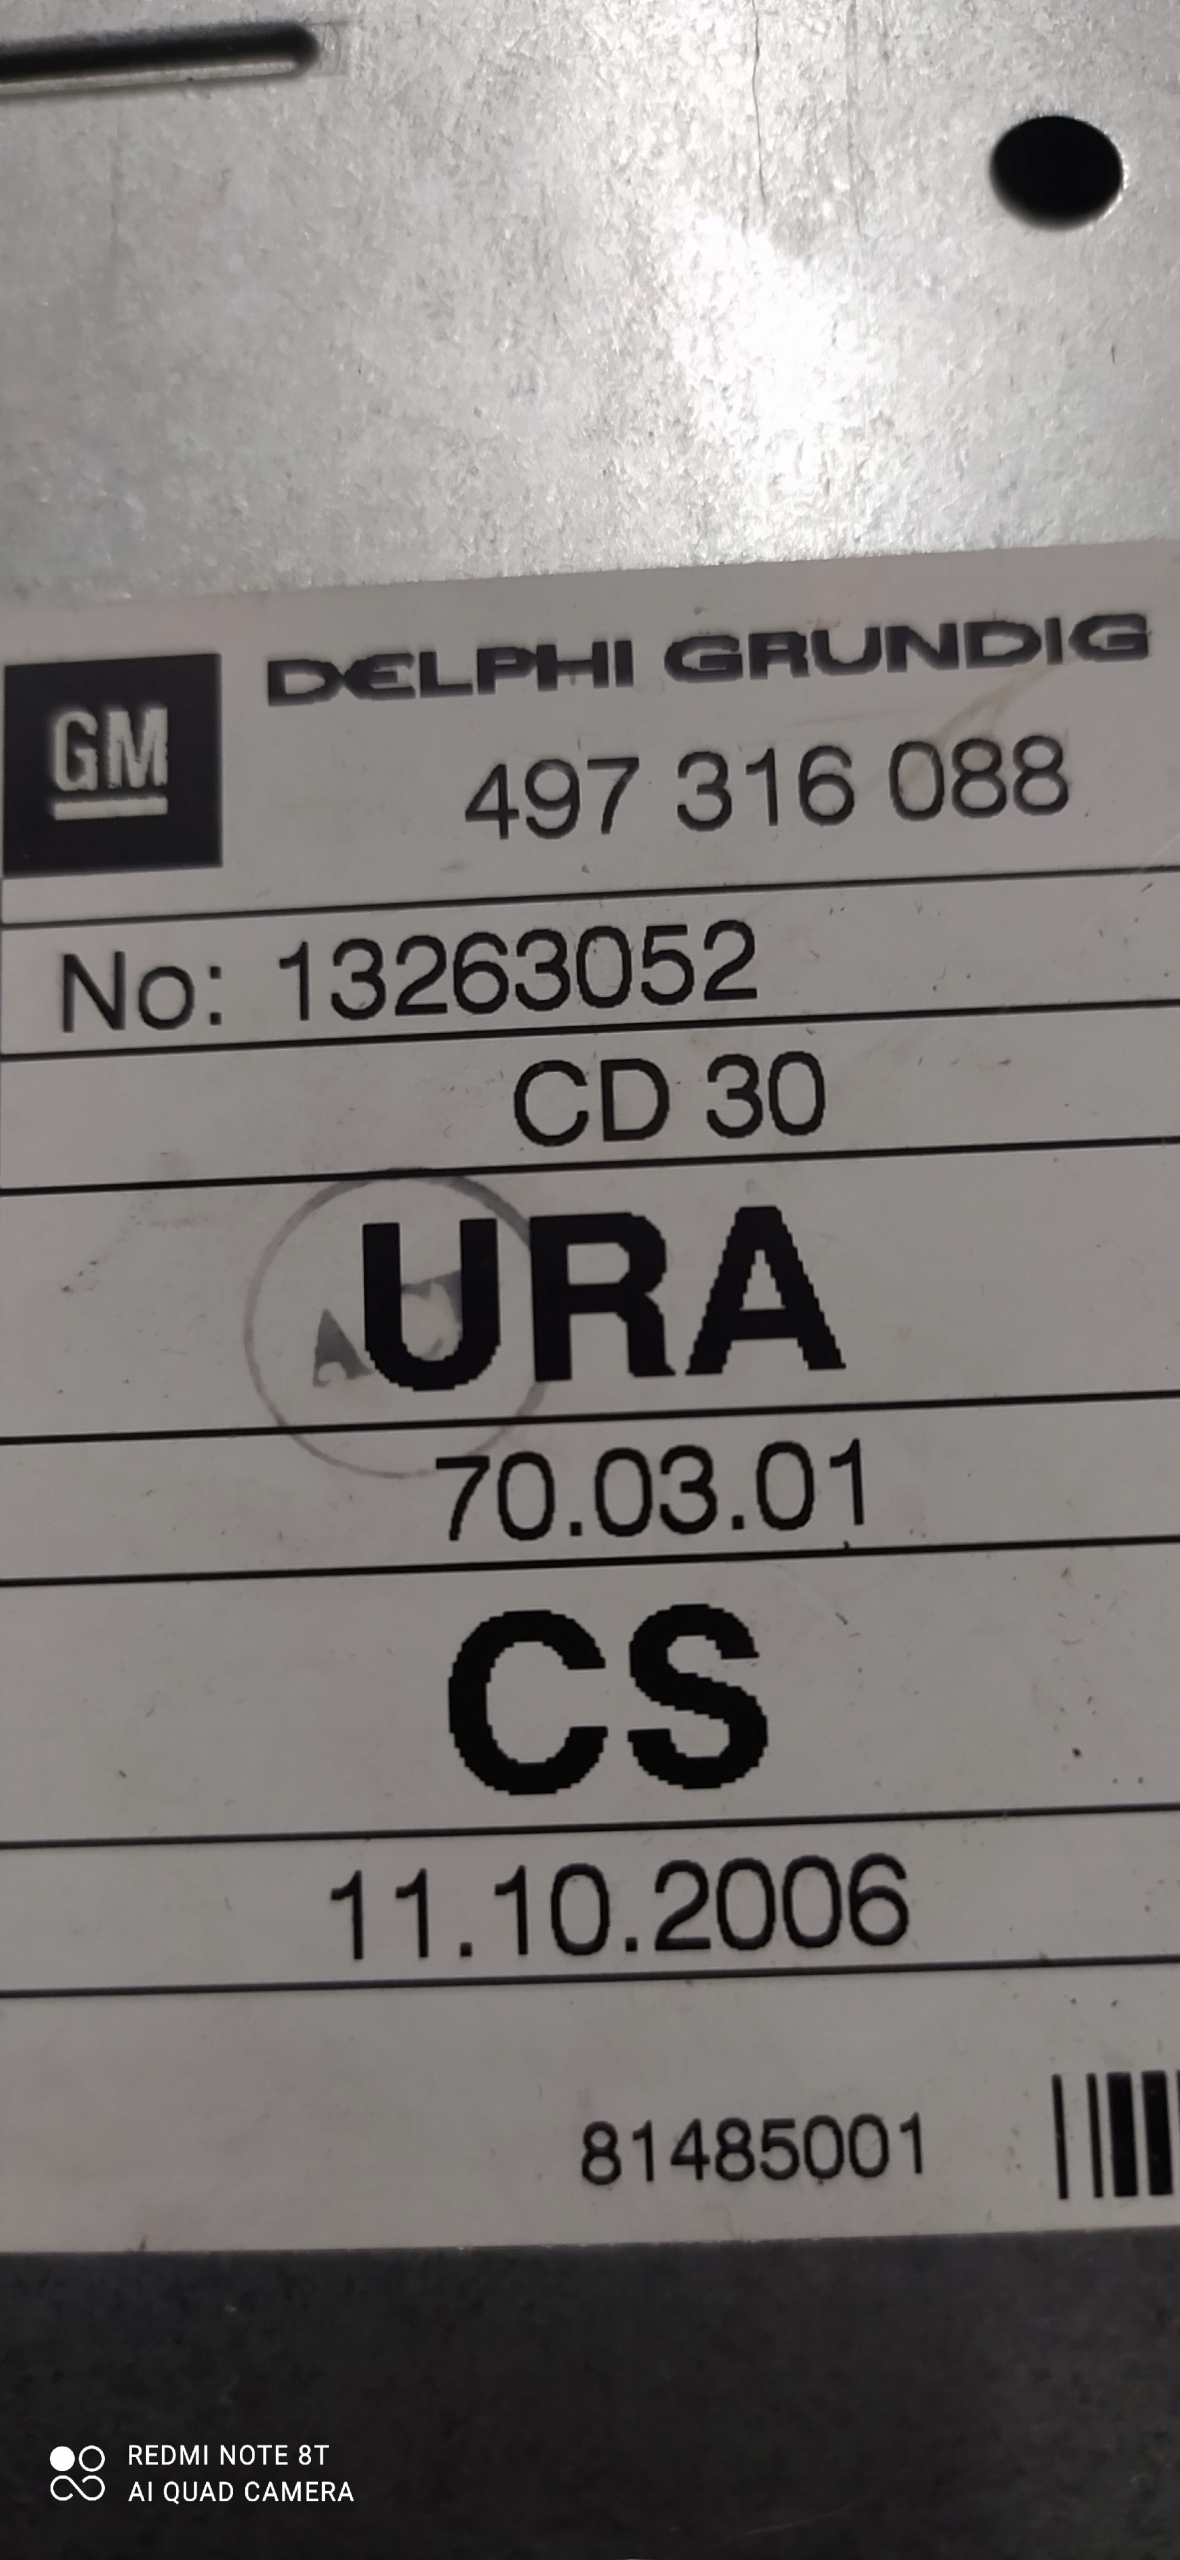 GM
DELPHI GRUNDIG
497 316 088
No: 13263052
CD 30
URA
70.03.01
CS
11.10.2006
81485001
REDMI NOTE 8T
AI QUAD CAMERA